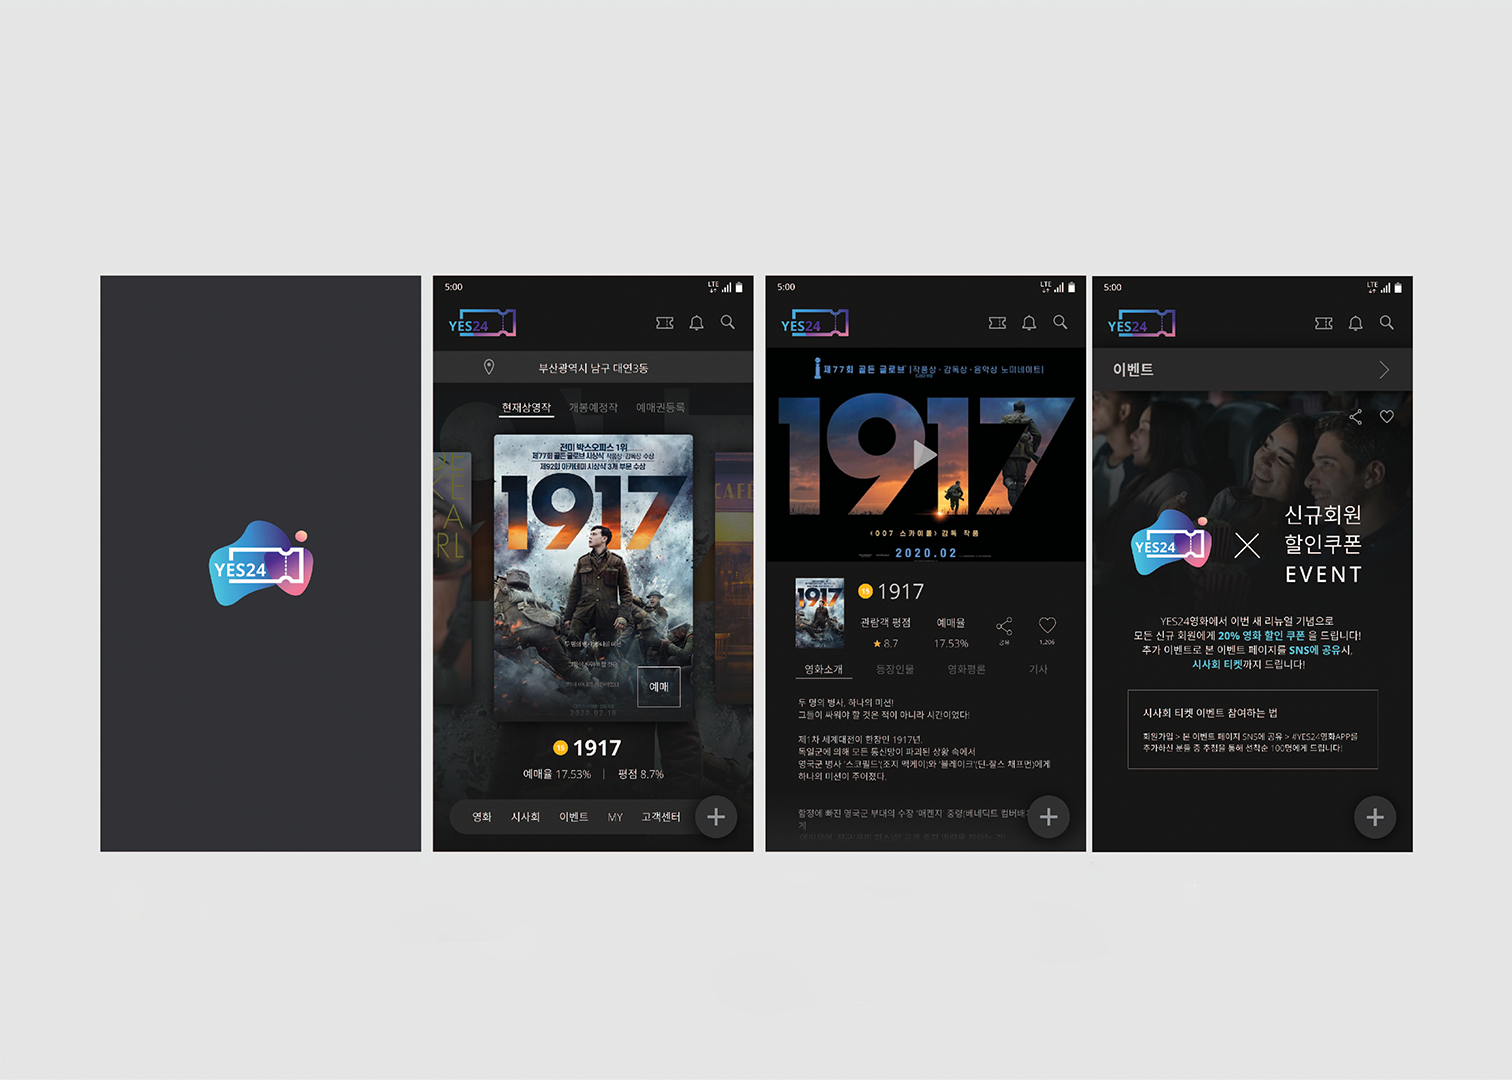 YES24
5:00
LTE
YES24
부산광역시 남구 대연3동
현재상영작 개봉예정작 예매권등록
전미 박스오피스 1위
제77회 골든 글로브 시상식 작품상·감독상 수상
제92회 아카데미 시상식 3개 부문 수상
1917
예매
CAFE
15 1917
예매율 17.53% | 평점 8.7%
영화 시사회 이벤트 MY 고객센터
5:00
LTE
YES24
제77회 골든 글로브 |작품상·감독상·음악상 노미네이트|
1917
<007 스카이폴> 감독 작품
2020.02
1917
15 1917
관람객 평점 예매율
8.7 17.53%
공유 1,206
영화소개 등장인물 영화평론 기사
두 명의 병사, 하나의 미션!
그들이 싸워야 할 것은 적이 아니라 시간이었다!
제1차 세계대전이 한창인 1917년.
독일군에 의해 모든 통신망이 파괴된 상황 속에서
영국군 병사 '스코필드'(조지 맥케이)와 '블레이크'(딘-찰스 채프먼)에게
하나의 미션이 주어졌다.
함정에 빠진 영국군 부대의 수장 '매켄지' 중령(베네딕트 컴버배
게
5:00
LTE
YES24
이벤트
YES24
신규회원
할인쿠폰
EVENT
YES24영화에서 이번 새 리뉴얼 기념으로
모든 신규 회원에게 20% 영화 할인 쿠폰 을 드립니다!
추가 이벤트로 본 이벤트 페이지를 SNS에 공유시,
시사회 티켓까지 드립니다!
시사회 티켓 이벤트 참여하는 법
회원가입 > 본 이벤트 페이지 SNS에 공유 > #YES24영화APP를
추가하신 분들 중 추첨을 통해 선착순 100명에게 드립니다!